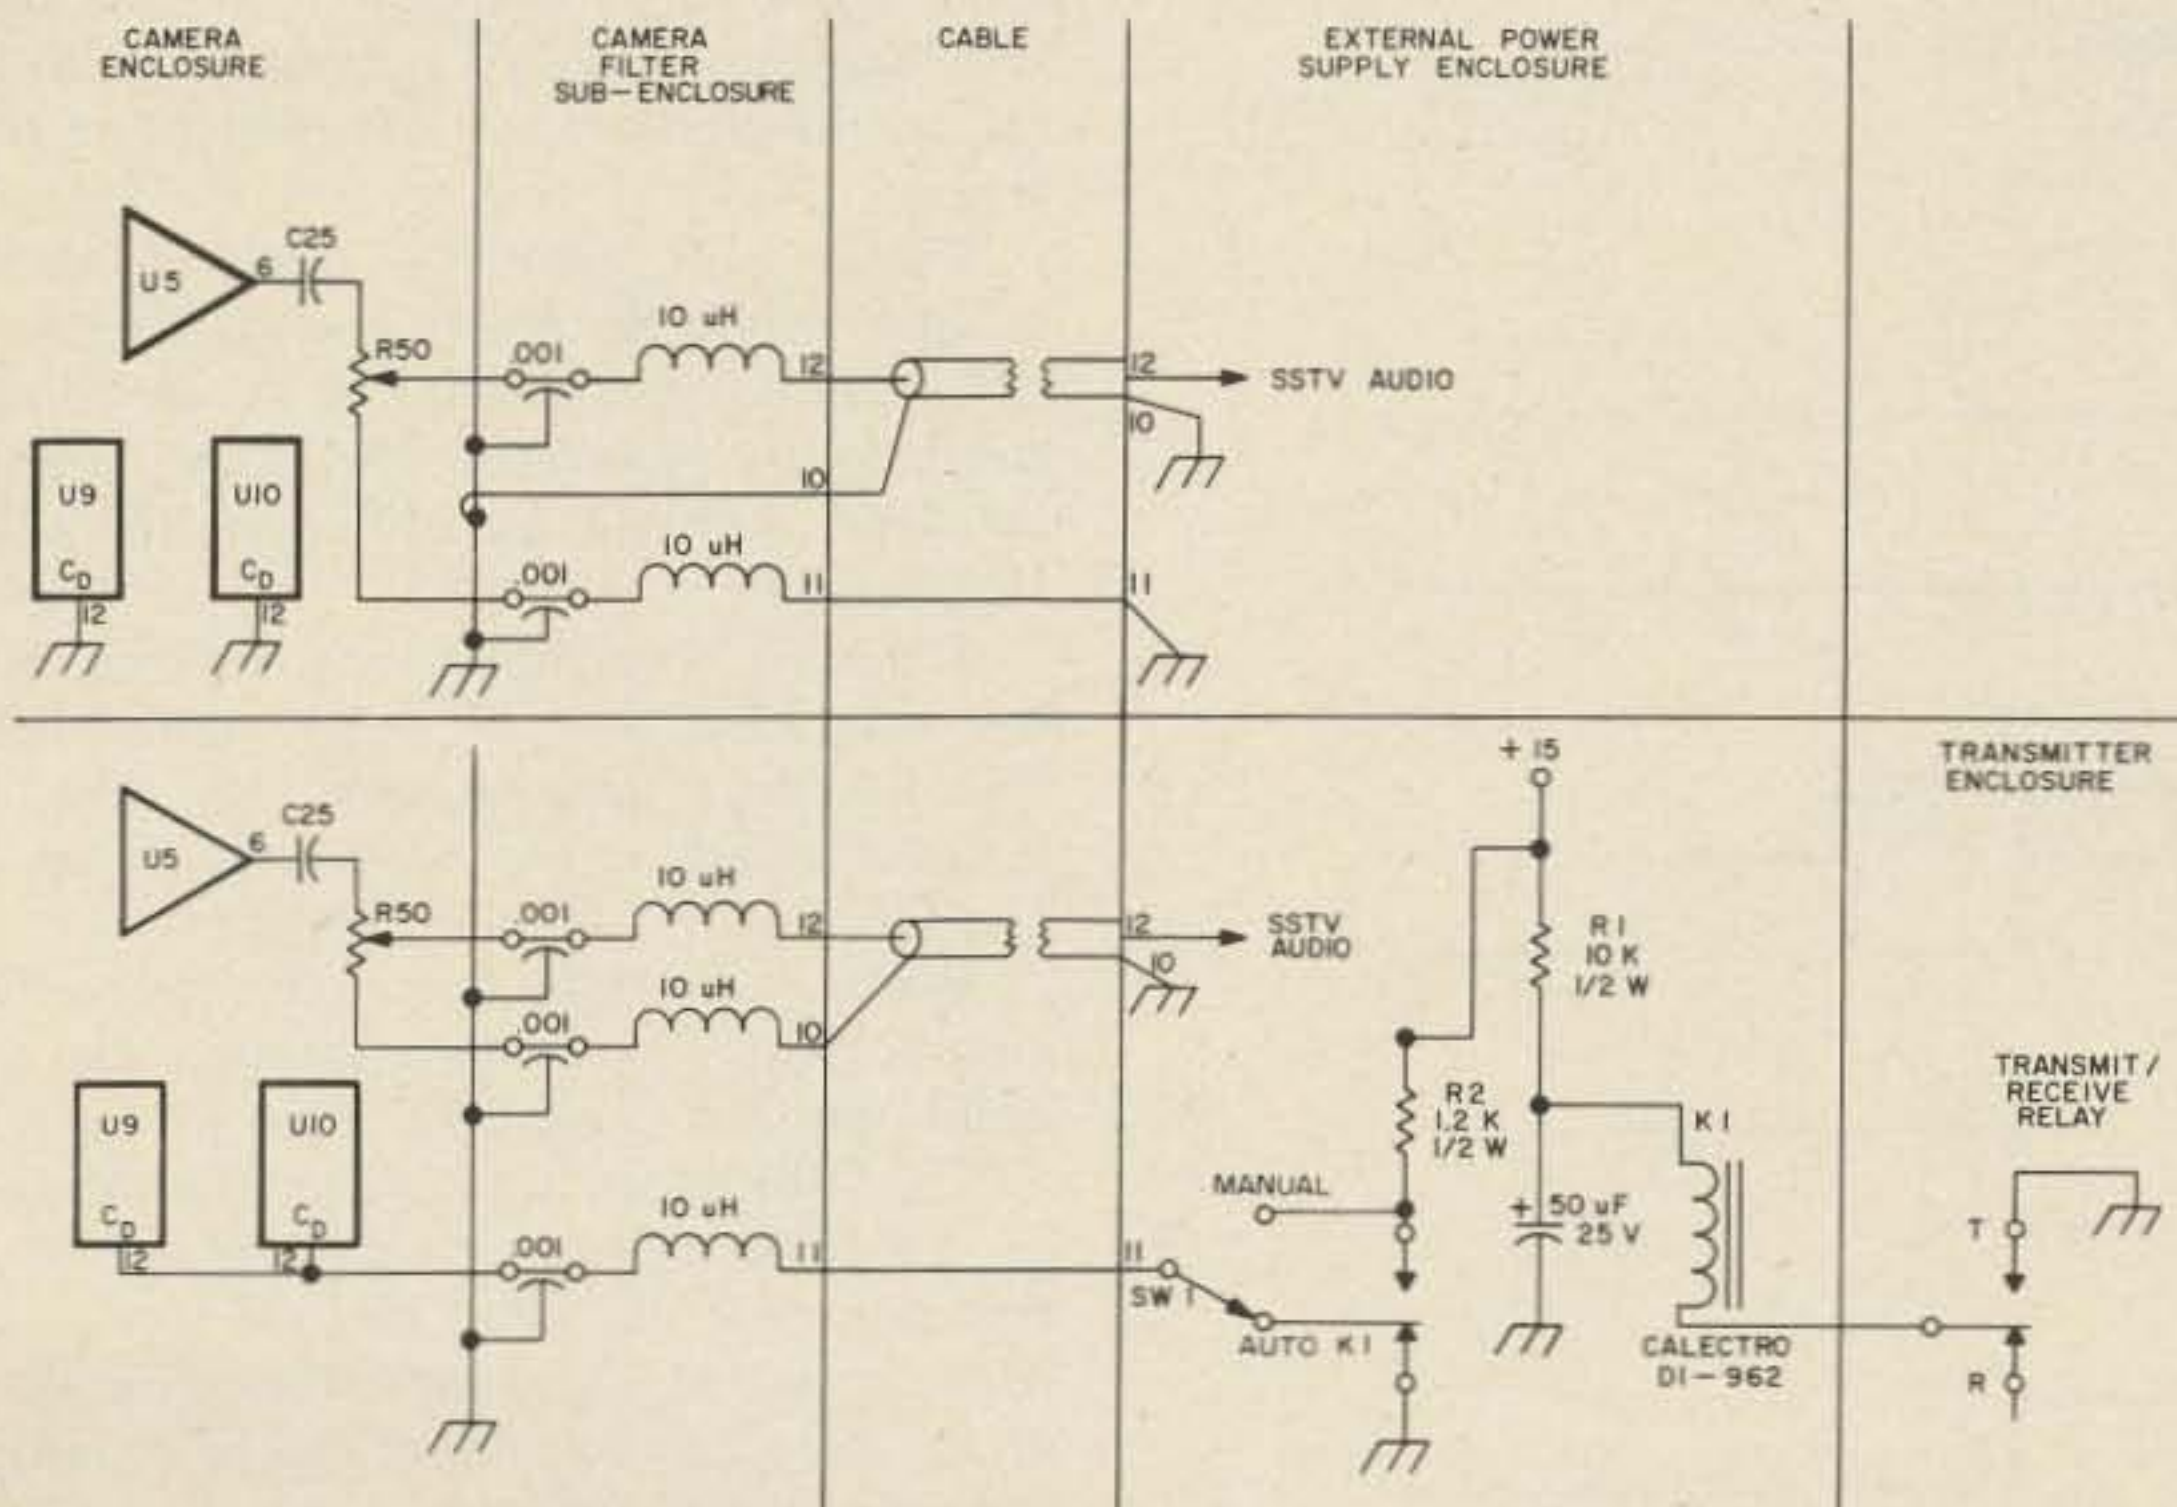 CAMERA
ENCLOSURE
CAMERA
FILTER
SUB-ENCLOSURE
CABLE
EXTERNAL POWER
SUPPLY ENCLOSURE
U5
6
C25
R50
.001
10 uH
12
12
SSTV AUDIO
10
10
U9
CD
12
U10
CD
12
.001
10 uH
11
11
+15
TRANSMITTER
ENCLOSURE
U5
6
C25
R50
.001
10 uH
12
12
SSTV
AUDIO
10
.001
10 uH
10
R1
10 K
1/2 W
R2
1.2 K
1/2 W
K1
TRANSMIT/
RECEIVE
RELAY
U9
CD
12
U10
CD
12
.001
10 uH
11
11
SW 1
MANUAL
AUTO K1
+
50 uF
25 V
CALECTRO
D1-962
T
R